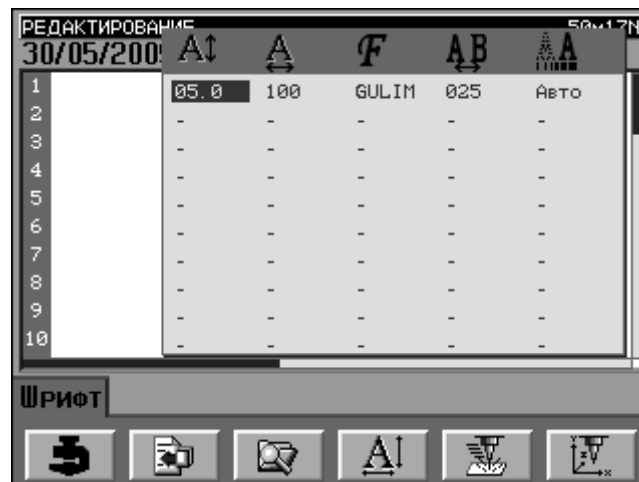 РЕДАКТИРОВАНИЕ 50м17N
30/05/200
1 05.0 100 GULIM 025 Авто
2 - - - - -
3 - - - - -
4 - - - - -
5 - - - - -
6 - - - - -
7 - - - - -
8 - - - - -
9 - - - - -
10 - - - - -
Шрифт